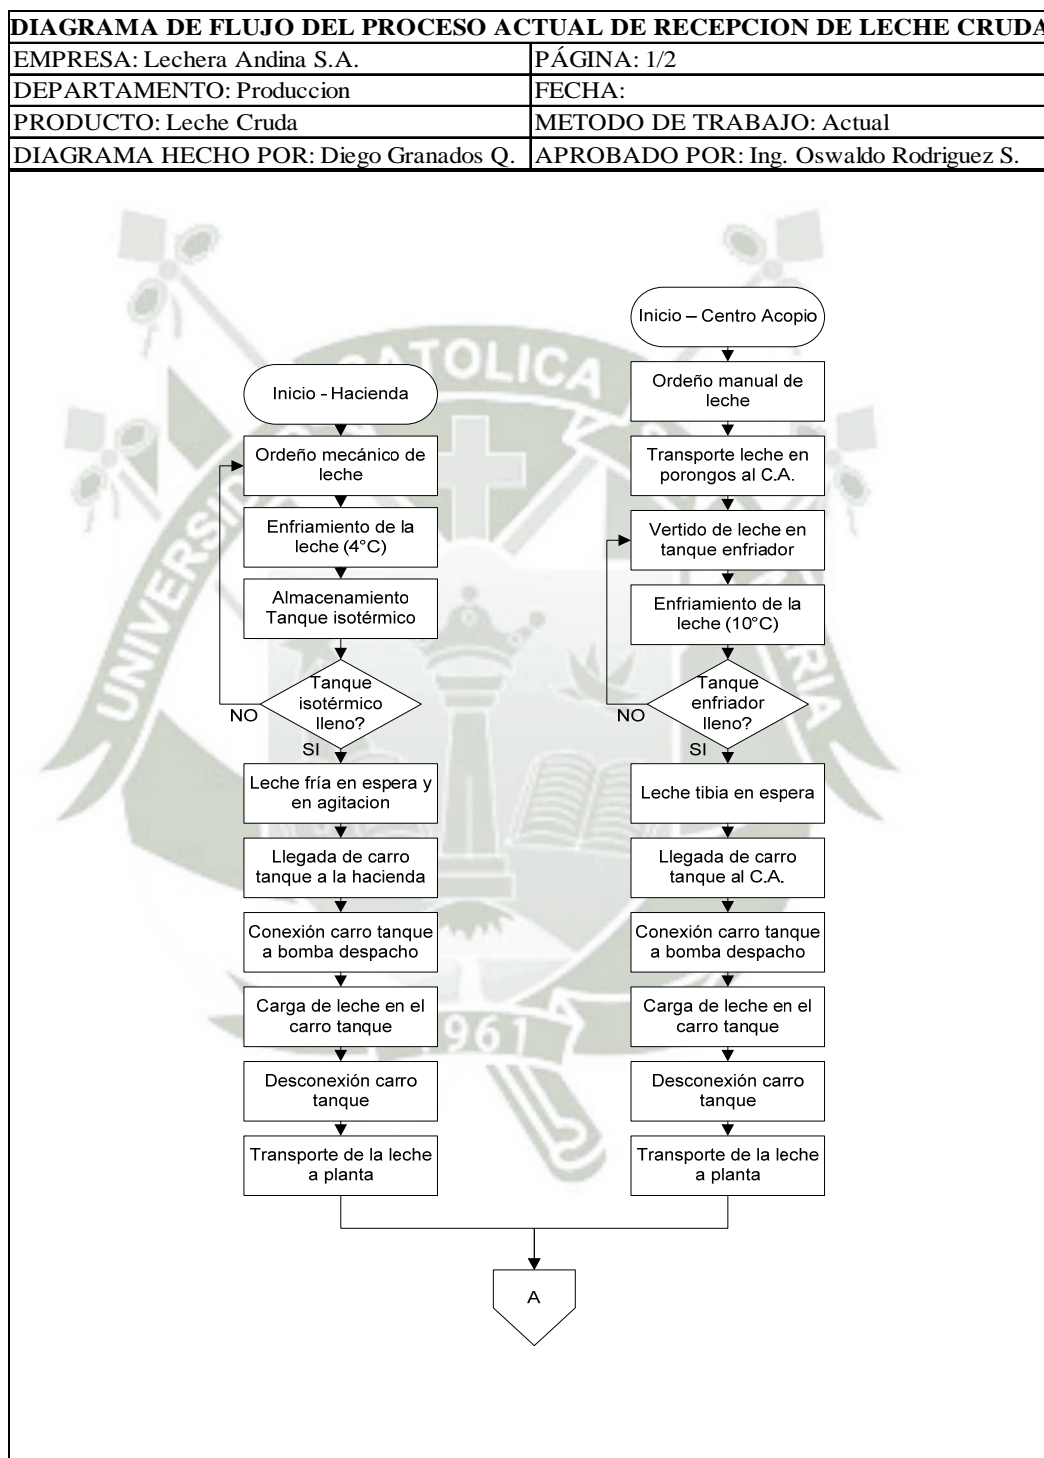 DIAGRAMA DE FLUJO DEL PROCESO ACTUAL DE RECEPCION DE LECHE CRUDA
EMPRESA: Lechera Andina S.A.
PÁGINA: 1/2
DEPARTAMENTO: Produccion
FECHA:
PRODUCTO: Leche Cruda
METODO DE TRABAJO: Actual
DIAGRAMA HECHO POR: Diego Granados Q.
APROBADO POR: Ing. Oswaldo Rodriguez S.
Inicio - Hacienda
Ordeño mecánico de
leche
Enfriamiento de la
leche (4°C)
Almacenamiento
Tanque isotérmico
Tanque
isotérmico
lleno?
NO
SI
Leche fría en espera y
en agitacion
Llegada de carro
tanque a la hacienda
Conexión carro tanque
a bomba despacho
Carga de leche en el
carro tanque
Desconexión carro
tanque
Transporte de la leche
a planta
Inicio – Centro Acopio
Ordeño manual de
leche
Transporte leche en
porongos al C.A.
Vertido de leche en
tanque enfriador
Enfriamiento de la
leche (10°C)
Tanque
enfriador
lleno?
NO
SI
Leche tibia en espera
Llegada de carro
tanque al C.A.
Conexión carro tanque
a bomba despacho
Carga de leche en el
carro tanque
Desconexión carro
tanque
Transporte de la leche
a planta
A
1961